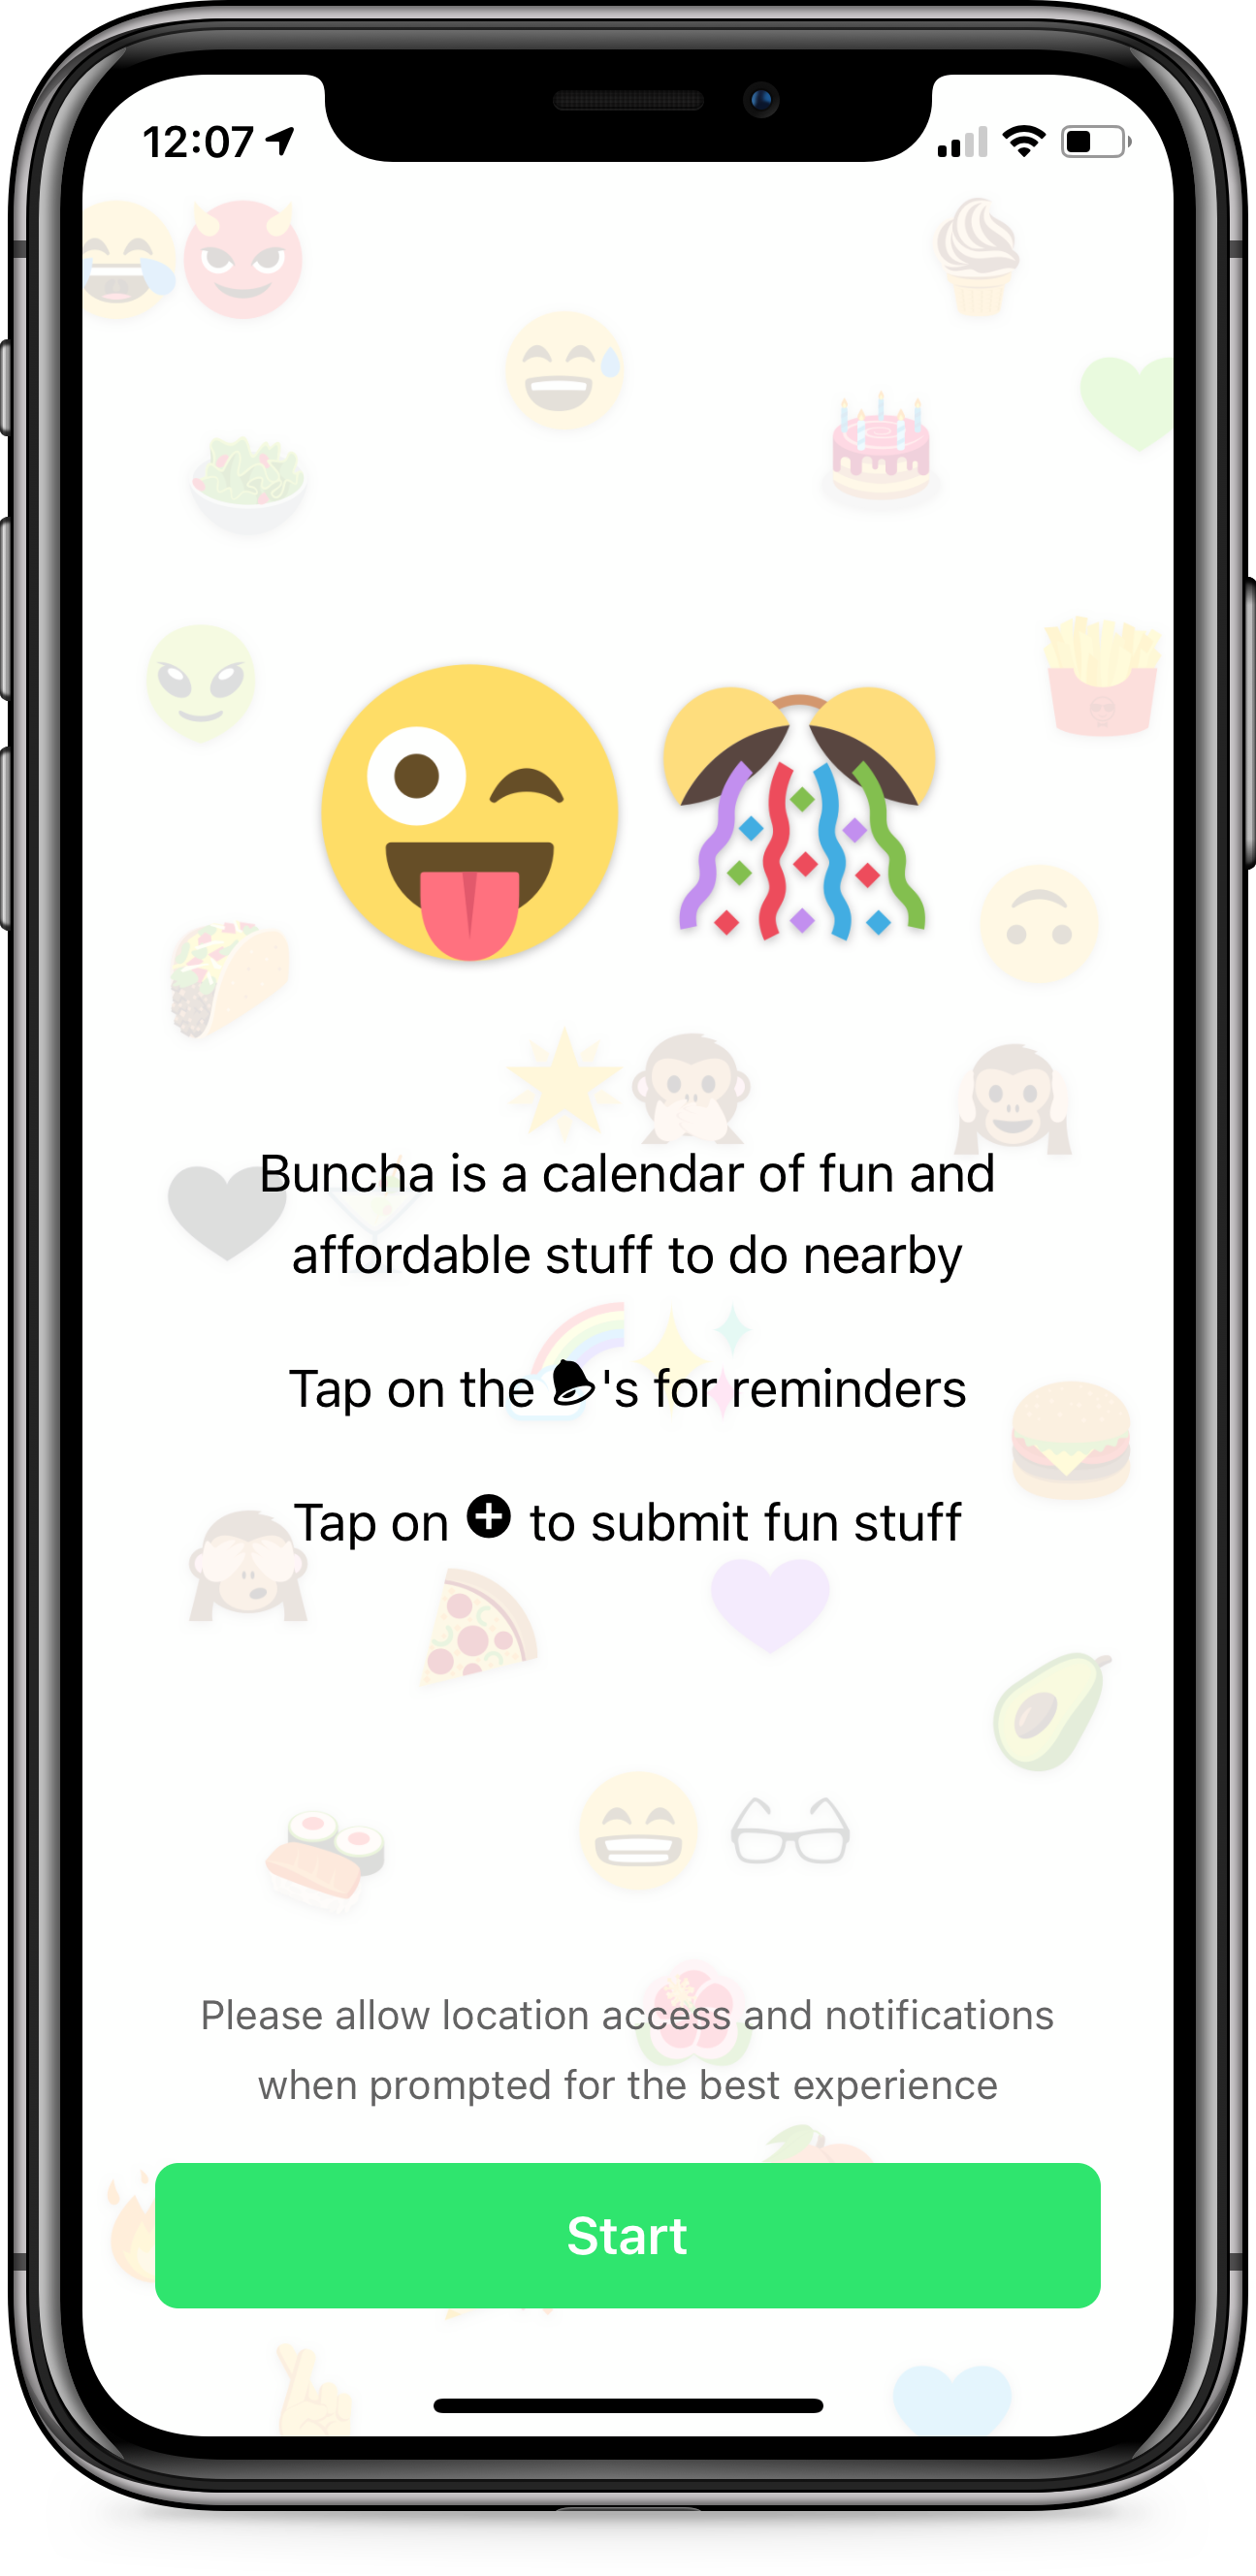 12:07
Buncha is a calendar of fun and
affordable stuff to do nearby
Tap on the 🔔's for reminders
Tap on ➕ to submit fun stuff
Please allow location access and notifications
when prompted for the best experience
Start